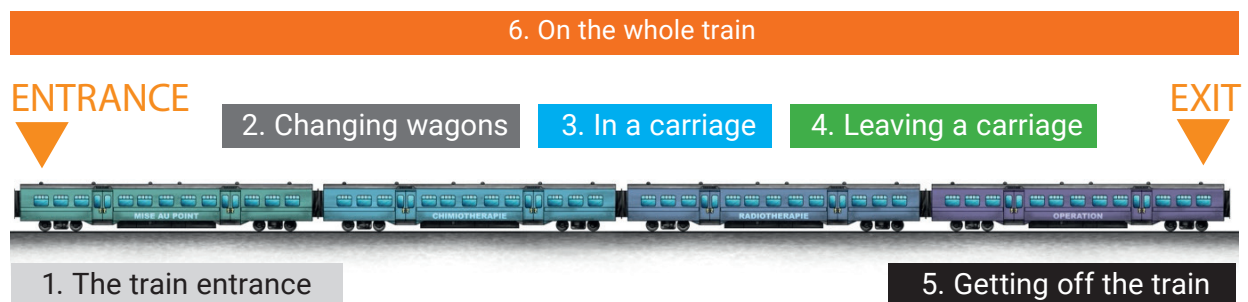 6. On the whole train
ENTRANCE
EXIT
2. Changing wagons
3. In a carriage
4. Leaving a carriage
MISE AU POINT
CHIMIOTHERAPIE
RADIOTHERAPIE
OPERATION
1. The train entrance
5. Getting off the train